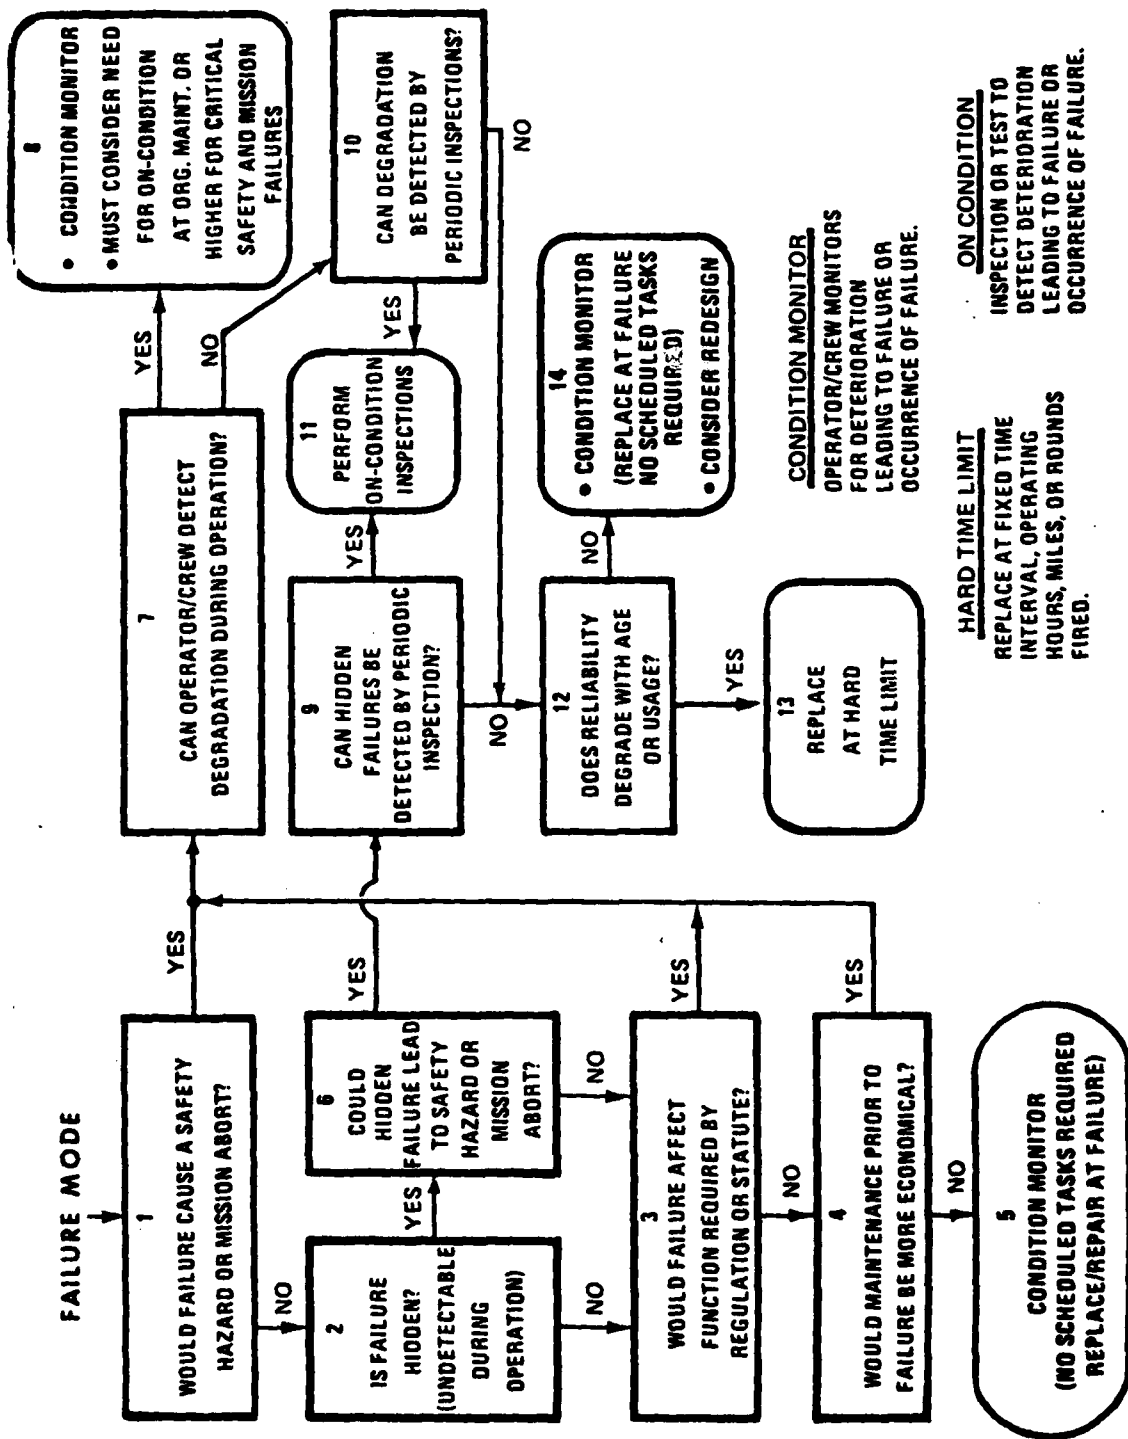 FAILURE MODE
1
WOULD FAILURE CAUSE A SAFETY
HAZARD OR MISSION ABORT?
YES
NO
2
IS FAILURE
HIDDEN?
(UNDETECTABLE
DURING
OPERATION)
YES
NO
6
COULD
HIDDEN
FAILURE LEAD
TO SAFETY
HAZARD OR
MISSION
ABORT?
YES
NO
3
WOULD FAILURE AFFECT
FUNCTION REQUIRED BY
REGULATION OR STATUTE?
YES
NO
4
WOULD MAINTENANCE PRIOR TO
FAILURE BE MORE ECONOMICAL?
YES
NO
5
CONDITION MONITOR
(NO SCHEDULED TASKS REQUIRED
REPLACE/REPAIR AT FAILURE)
7
CAN OPERATOR/CREW DETECT
DEGRADATION DURING OPERATION?
YES
NO
8
• CONDITION MONITOR
• MUST CONSIDER NEED
FOR ON-CONDITION
AT ORG. MAINT. OR
HIGHER FOR CRITICAL
SAFETY AND MISSION
FAILURES
9
CAN HIDDEN
FAILURES BE
DETECTED BY PERIODIC
INSPECTION?
YES
NO
11
PERFORM
ON-CONDITION
INSPECTIONS
YES
10
CAN DEGRADATION
BE DETECTED BY
PERIODIC INSPECTIONS?
NO
12
DOES RELIABILITY
DEGRADE WITH AGE
OR USAGE?
NO
YES
14
• CONDITION MONITOR
(REPLACE AT FAILURE
NO SCHEDULED TASKS
REQUIRED)
• CONSIDER REDESIGN
13
REPLACE
AT HARD
TIME LIMIT
HARD TIME LIMIT
REPLACE AT FIXED TIME
INTERVAL, OPERATING
HOURS, MILES, OR ROUNDS
FIRED.
CONDITION MONITOR
OPERATOR/CREW MONITORS
FOR DETERIORATION
LEADING TO FAILURE OR
OCCURRENCE OF FAILURE.
ON CONDITION
INSPECTION OR TEST TO
DETECT DETERIORATION
LEADING TO FAILURE OR
OCCURRENCE OF FAILURE.